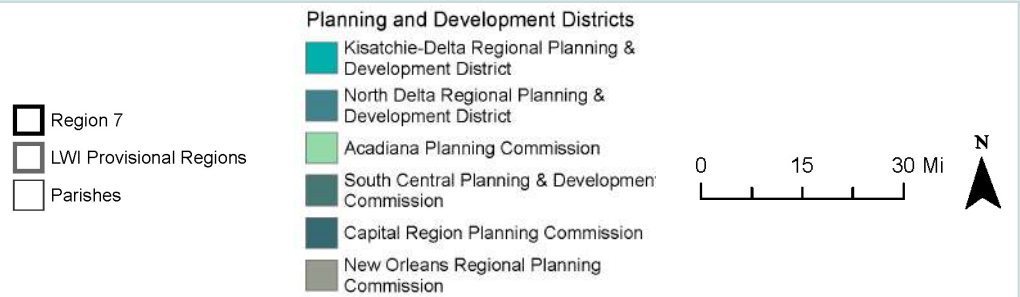 Planning and Development Districts
Kisatchie-Delta Regional Planning &
Development District
North Delta Regional Planning &
Development District
Acadiana Planning Commission
South Central Planning & Developmen
Commission
Capital Region Planning Commission
New Orleans Regional Planning
Commission
Region 7
LWI Provisional Regions
Parishes
0 15 30 Mi
N